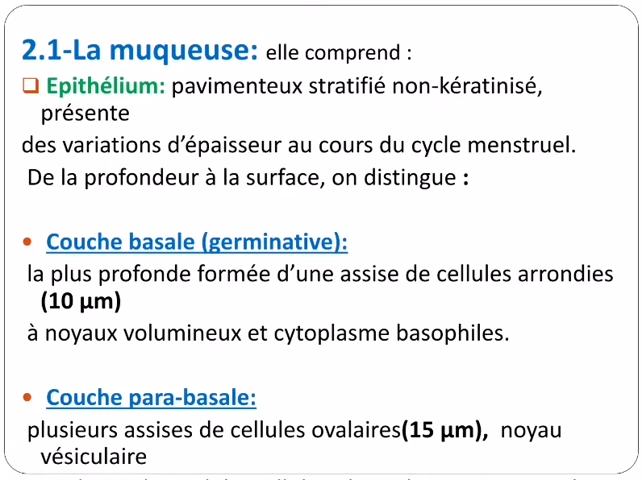 2.1-La muqueuse: elle comprend :
Epithélium: pavimenteux stratifié non-kératinisé,
présente
des variations d'épaisseur au cours du cycle menstruel.
De la profondeur à la surface, on distingue :
• Couche basale (germinative):
la plus profonde formée d'une assise de cellules arrondies
(10 µm)
à noyaux volumineux et cytoplasme basophiles.
• Couche para-basale:
plusieurs assises de cellules ovalaires(15 µm), noyau
vésiculaire